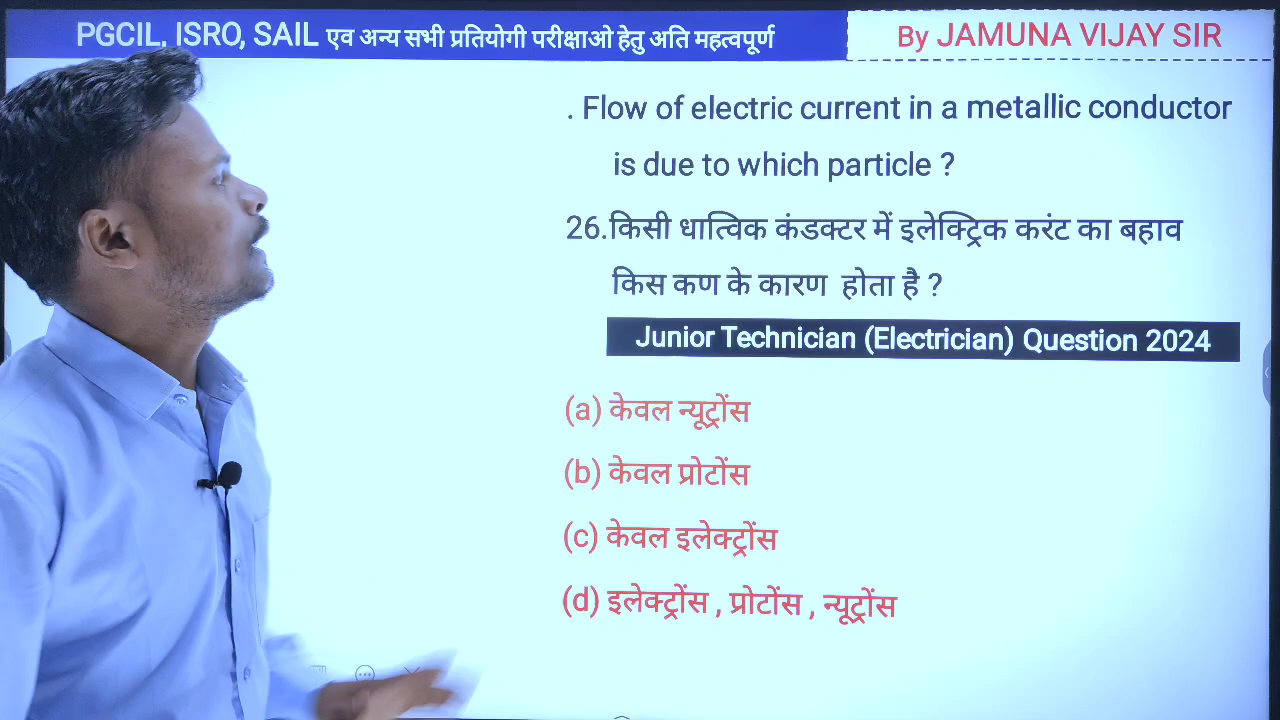 PGCIL, ISRO, SAIL एव अन्य सभी प्रतियोगी परीक्षाओ हेतु अति महत्वपूर्ण
By JAMUNA VIJAY SIR
. Flow of electric current in a metallic conductor
is due to which particle ?
26.किसी धात्विक कंडक्टर में इलेक्ट्रिक करंट का बहाव
किस कण के कारण होता है ?
Junior Technician (Electrician) Question 2024
(a) केवल न्यूट्रोंस
(b) केवल प्रोटोंस
(c) केवल इलेक्ट्रोंस
(d) इलेक्ट्रोंस , प्रोटोंस , न्यूट्रोंस